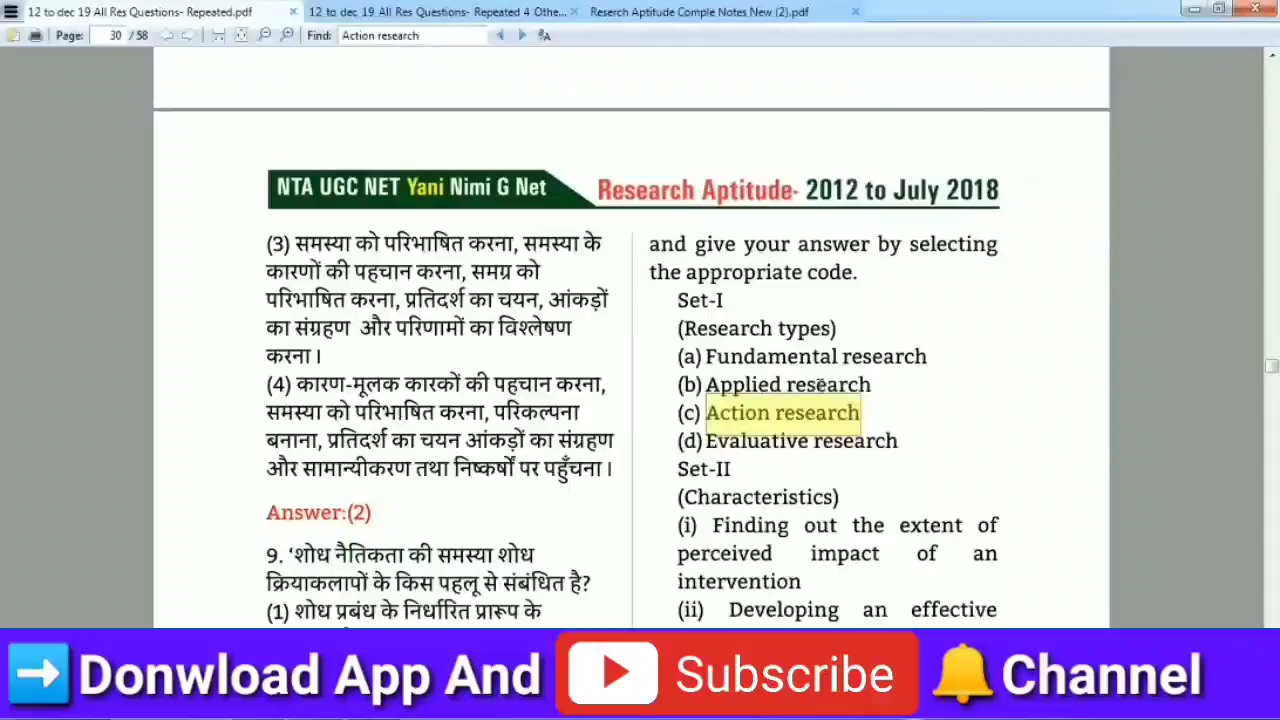 12 to dec 19 All Res Questions- Repeated.pdf
12 to dec 19 All Res Questions- Repeated 4 Othe...
Reserch Aptitude Comple Notes New (2).pdf
Page: 30 / 58 Find: Action research
NTA UGC NET Yani Nimi G Net
Research Aptitude- 2012 to July 2018
(3) समस्या को परिभाषित करना, समस्या के
कारणों की पहचान करना, समग्र को
परिभाषित करना, प्रतिदर्श का चयन, आंकड़ों
का संग्रहण और परिणामों का विश्लेषण
करना।
(4) कारण-मूलक कारकों की पहचान करना,
समस्या को परिभाषित करना, परिकल्पना
बनाना, प्रतिदर्श का चयन आंकड़ों का संग्रहण
और सामान्यीकरण तथा निष्कर्षों पर पहुँचना।
Answer:(2)
9. ‘शोध नैतिकता की समस्या शोध
क्रियाकलापों के किस पहलू से संबंधित है?
(1) शोध प्रबंध के निर्धारित प्रारूप के
and give your answer by selecting
the appropriate code.
Set-I
(Research types)
(a) Fundamental research
(b) Applied research
(c) Action research
(d) Evaluative research
Set-II
(Characteristics)
(i) Finding out the extent of
perceived impact of an
intervention
(ii) Developing an effective
Donwload App And Subscribe Channel